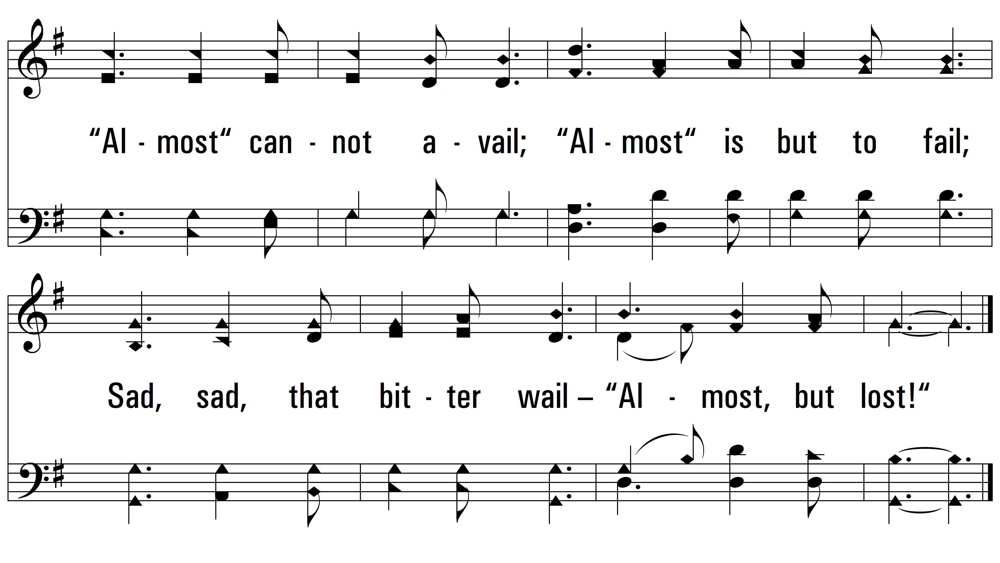 “Al - most“ can - not a - vail; “Al - most“ is but to fail;
Sad, sad, that bit - ter wail – “Al - most, but lost!“